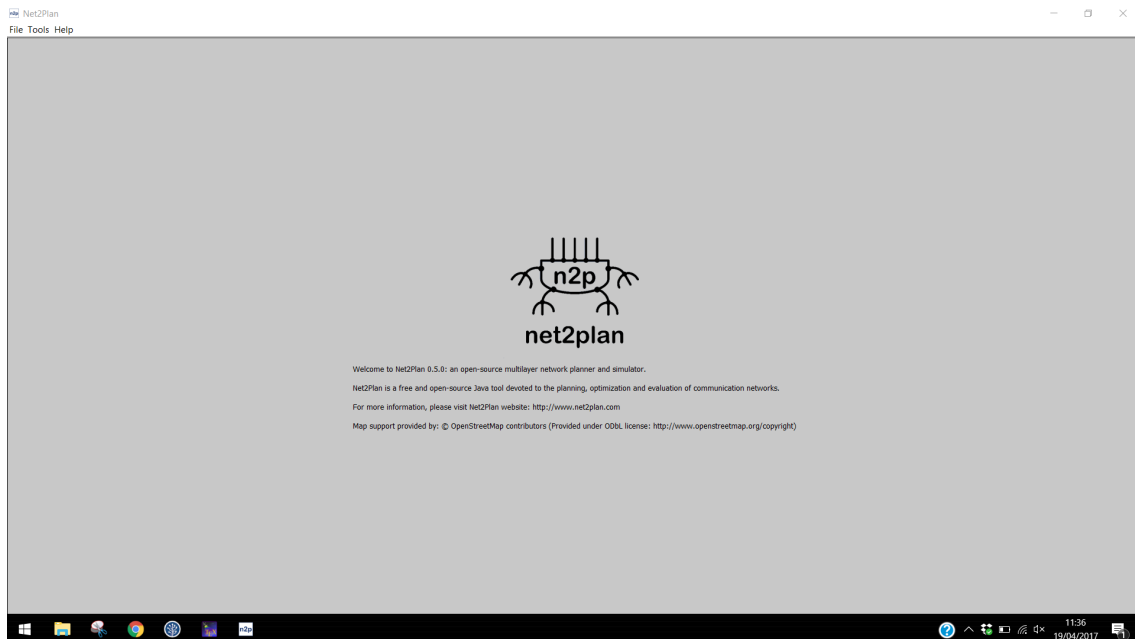 Net2Plan
File Tools Help
n2p
net2plan
Welcome to Net2Plan 0.5.0: an open-source multilayer network planner and simulator.
Net2Plan is a free and open-source Java tool devoted to the planning, optimization and evaluation of communication networks.
For more information, please visit Net2Plan website: http://www.net2plan.com
Map support provided by: © OpenStreetMap contributors (Provided under ODbL license: http://www.openstreetmap.org/copyright)
n2p
11:36
19/04/2017